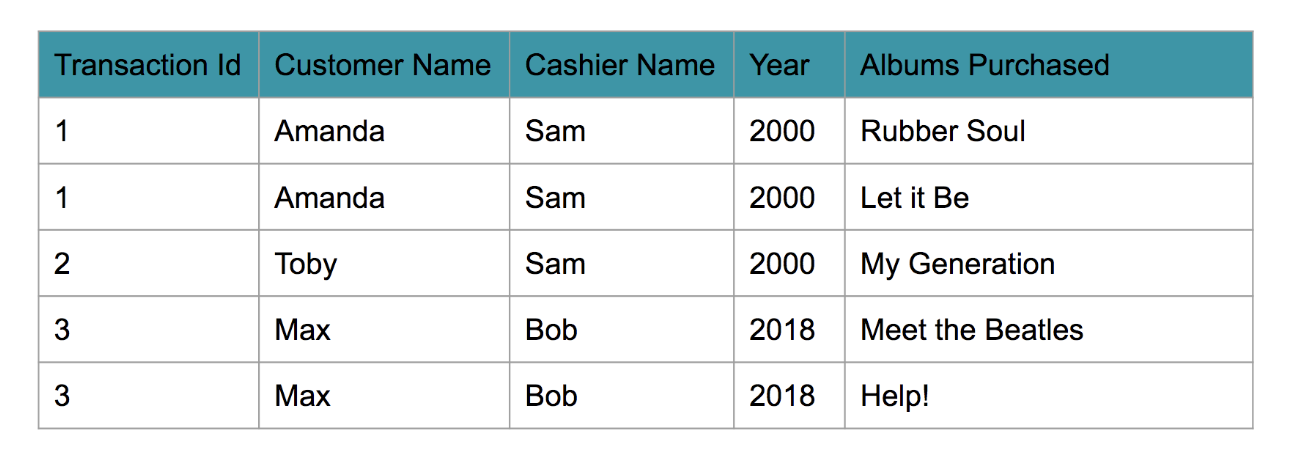 Transaction Id Customer Name Cashier Name Year Albums Purchased
1 Amanda Sam 2000 Rubber Soul
1 Amanda Sam 2000 Let it Be
2 Toby Sam 2000 My Generation
3 Max Bob 2018 Meet the Beatles
3 Max Bob 2018 Help!